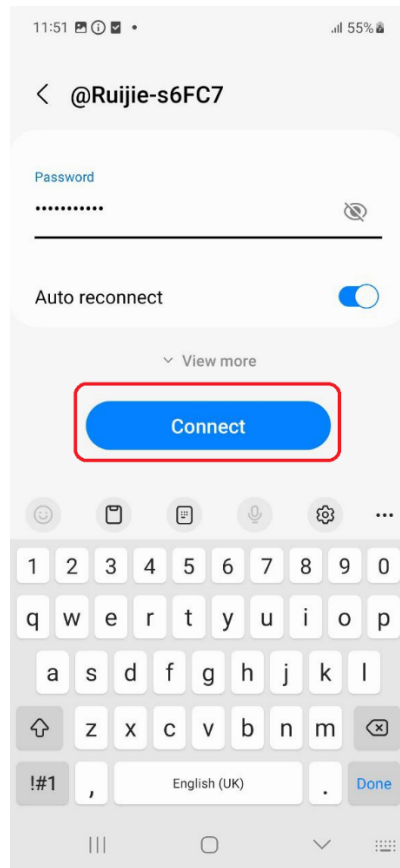 11:51 55%
@Ruijie-s6FC7
Password
•••••••••••
Auto reconnect
View more
Connect
1 2 3 4 5 6 7 8 9 0
q w e r t y u i o p
a s d f g h j k l
z x c v b n m
!#1 , English (UK) . Done